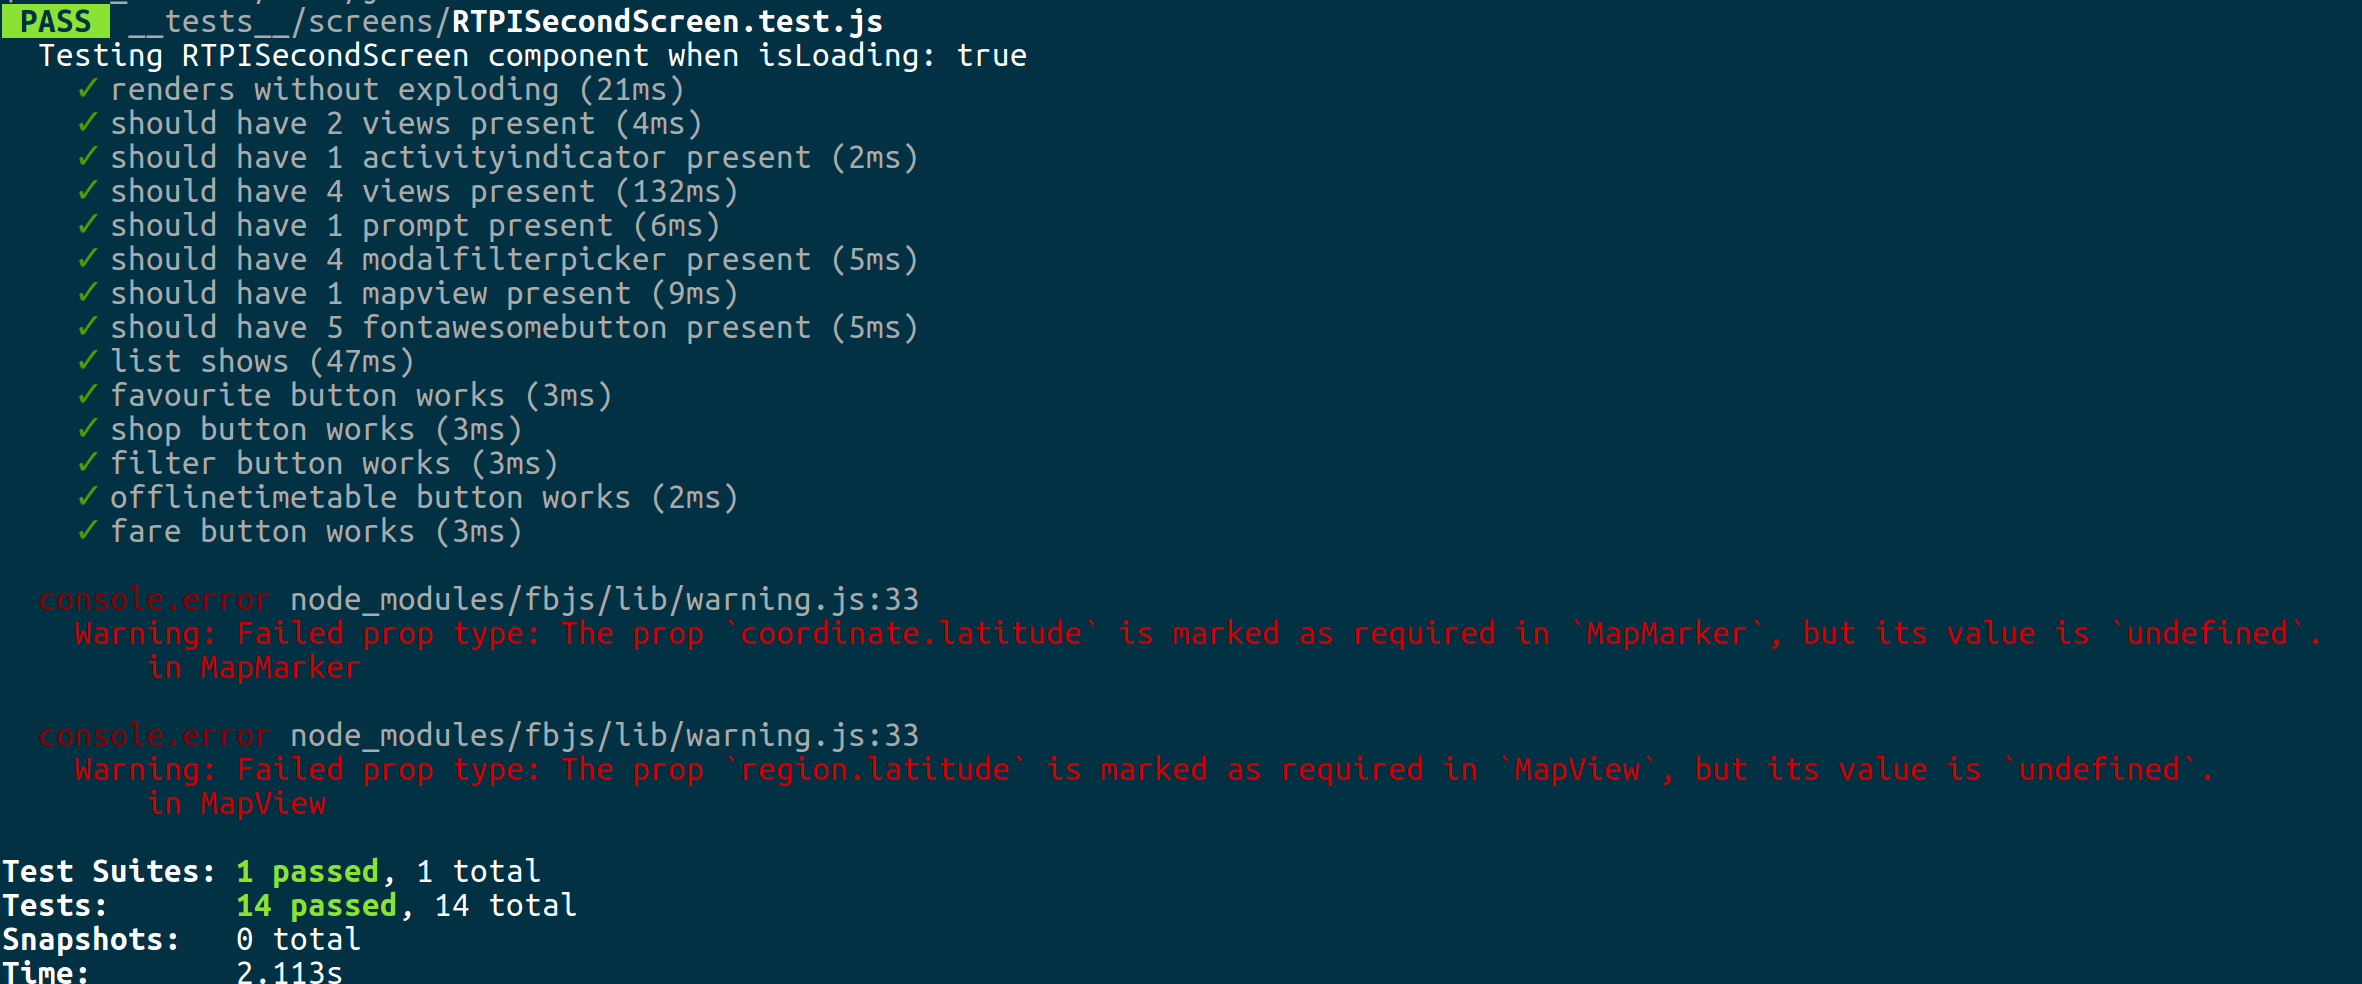 PASS __tests__/screens/RTPISecondScreen.test.js
Testing RTPISecondScreen component when isLoading: true
✓ renders without exploding (21ms)
✓ should have 2 views present (4ms)
✓ should have 1 activityindicator present (2ms)
✓ should have 4 views present (132ms)
✓ should have 1 prompt present (6ms)
✓ should have 4 modalfilterpicker present (5ms)
✓ should have 1 mapview present (9ms)
✓ should have 5 fontawesomebutton present (5ms)
✓ list shows (47ms)
✓ favourite button works (3ms)
✓ shop button works (3ms)
✓ filter button works (3ms)
✓ offlinetimetable button works (2ms)
✓ fare button works (3ms)
console.error node_modules/fbjs/lib/warning.js:33
Warning: Failed prop type: The prop `coordinate.latitude` is marked as required in `MapMarker`, but its value is `undefined`.
in MapMarker
console.error node_modules/fbjs/lib/warning.js:33
Warning: Failed prop type: The prop `region.latitude` is marked as required in `MapView`, but its value is `undefined`.
in MapView
Test Suites: 1 passed, 1 total
Tests: 14 passed, 14 total
Snapshots: 0 total
Time: 2.113s